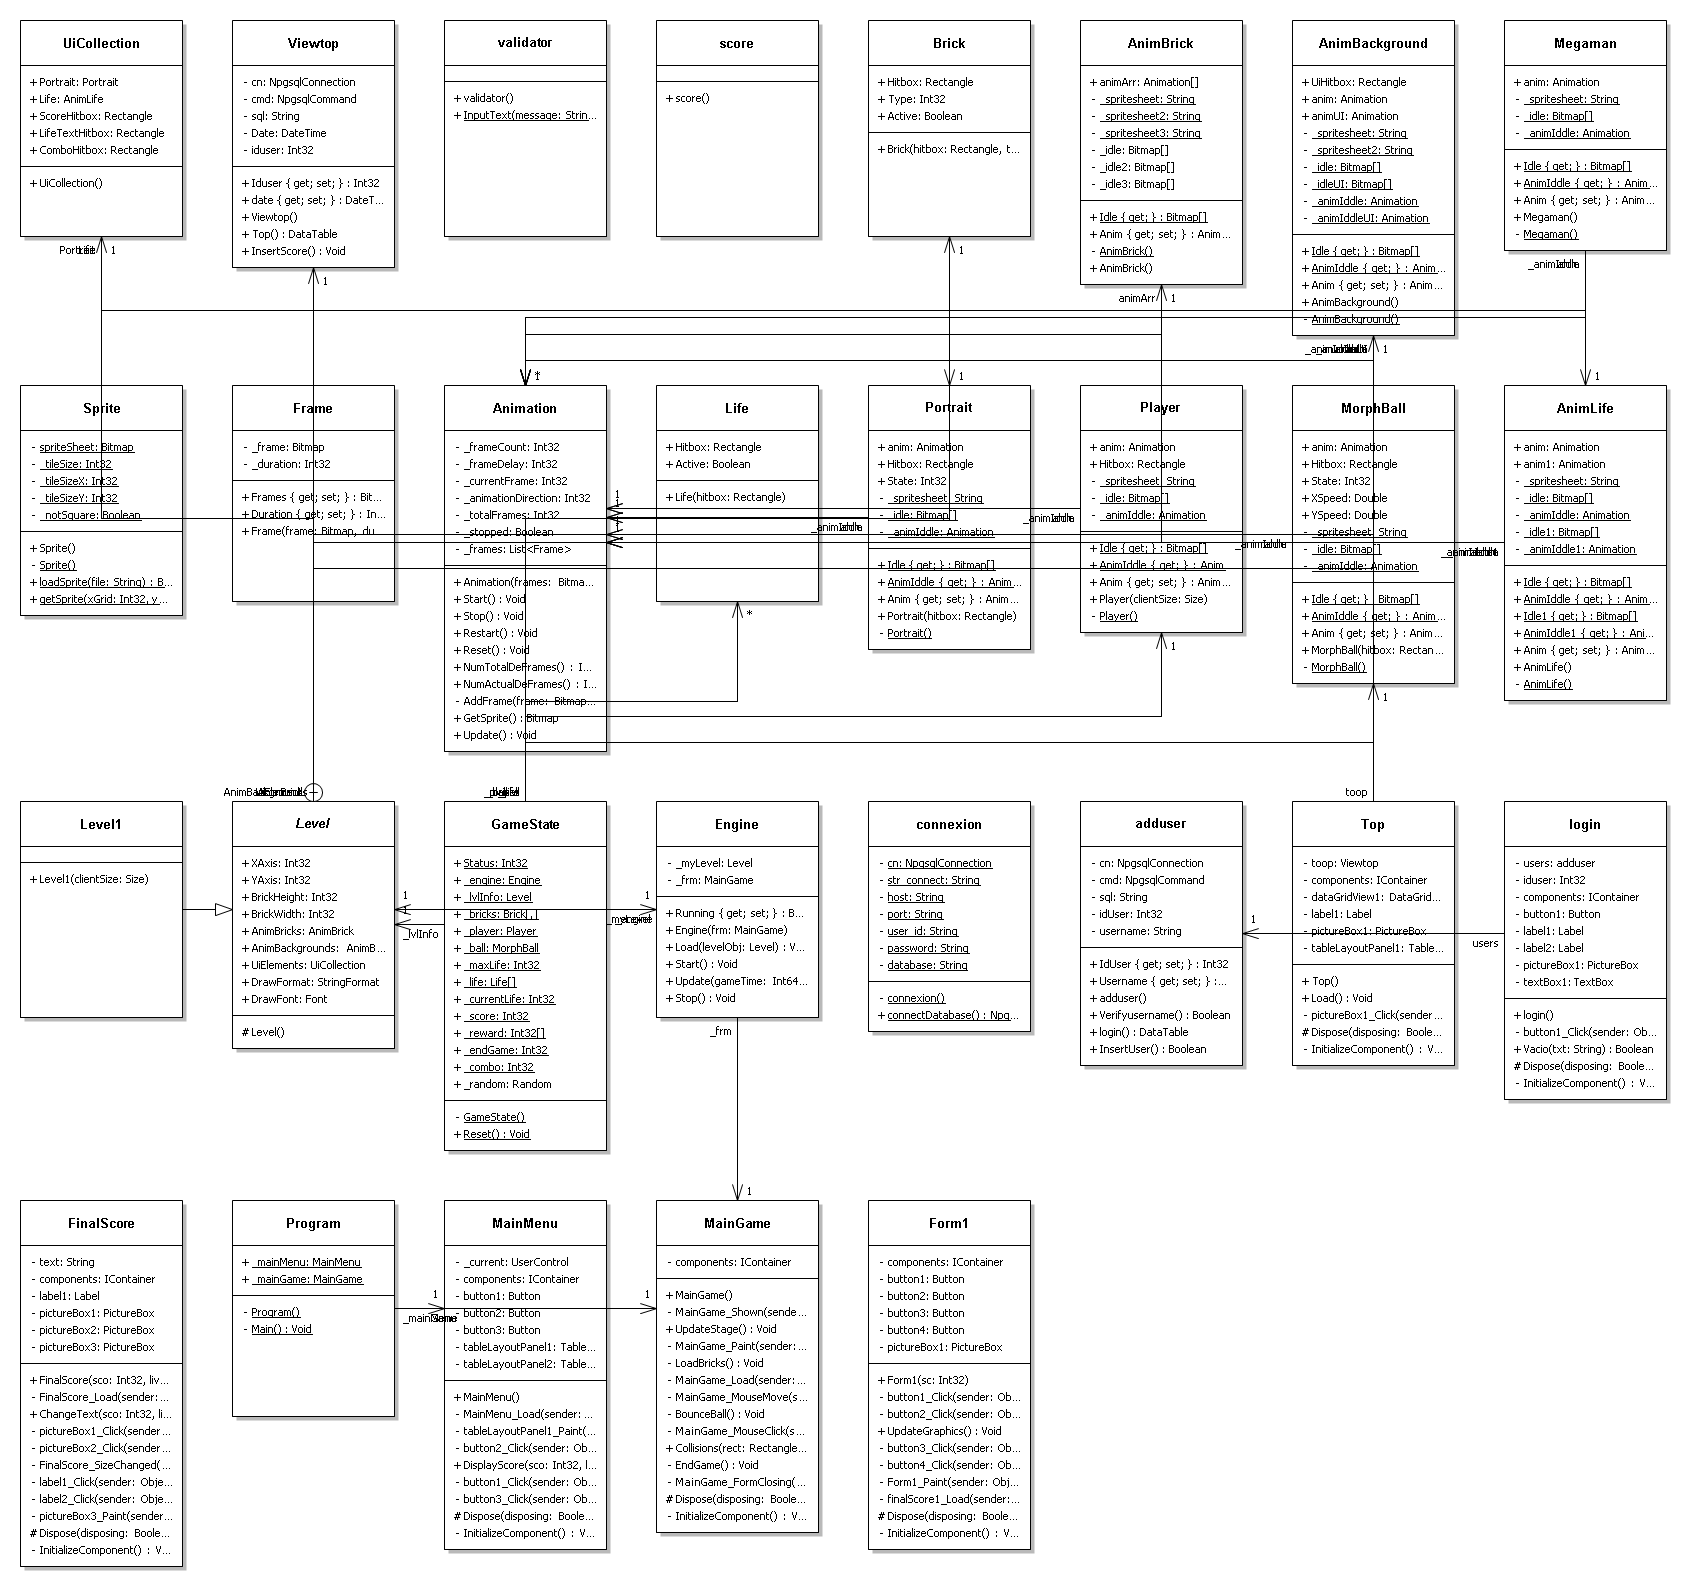 UiCollection
+ Portrait: Portrait
+ Life: AnimLife
+ ScoreHitbox: Rectangle
+ LifeTextHitbox: Rectangle
+ ComboHitbox: Rectangle
+ UiCollection()
Viewtop
- cn: NpgsqlConnection
- cmd: NpgsqlCommand
- sql: String
- Date: DateTime
- iduser: Int32
+ Iduser { get; set; } : Int32
+ date { get; set; } : DateT...
+ Viewtop()
+ Top() : DataTable
+ InsertScore() : Void
validator
+ validator()
+ InputText(message: Strin...
score
+ score()
Brick
+ Hitbox: Rectangle
+ Type: Int32
+ Active: Boolean
+ Brick(hitbox: Rectangle, t...
AnimBrick
+ animArr: Animation[]
- _spritesheet: String
- _spritesheet2: String
- _spritesheet3: String
- _idle: Bitmap[]
- _idle2: Bitmap[]
- _idle3: Bitmap[]
+ Idle { get; } : Bitmap[]
+ Anim { get; set; } : Anim...
- AnimBrick()
+ AnimBrick()
AnimBackground
+ UiHitbox: Rectangle
+ anim: Animation
+ animUI: Animation
- _spritesheet: String
- _spritesheet2: String
- _idle: Bitmap[]
- _idleUI: Bitmap[]
- _animIddle: Animation
- _animIddleUI: Animation
+ Idle { get; } : Bitmap[]
+ AnimIddle { get; } : Anim...
+ Anim { get; set; } : Anim...
+ AnimBackground()
- AnimBackground()
Megaman
+ anim: Animation
- _spritesheet: String
- _idle: Bitmap[]
- _animIddle: Animation
+ Idle { get; } : Bitmap[]
+ AnimIddle { get; } : Anim...
+ Anim { get; set; } : Anim...
+ Megaman()
- Megaman()
1
1
1
animArr
1
1
*
1
1
Sprite
- spriteSheet: Bitmap
- _tileSize: Int32
- _tileSizeX: Int32
- _tileSizeY: Int32
- _notSquare: Boolean
+ Sprite()
- Sprite()
+ loadSprite(file: String) : B...
+ getSprite(xGrid: Int32, y...
Frame
- _frame: Bitmap
- _duration: Int32
+ Frames { get; set; } : Bit...
+ Duration { get; set; } : In...
+ Frame(frame: Bitmap, du...
Animation
- _frameCount: Int32
- _frameDelay: Int32
- _currentFrame: Int32
- _animationDirection: Int32
- _totalFrames: Int32
- _stopped: Boolean
- _frames: List<Frame>
+ Animation(frames: Bitma...
+ Start() : Void
+ Stop() : Void
+ Restart() : Void
+ Reset() : Void
+ NumTotalDeFrames() : I...
+ NumActualDeFrames() : I...
- AddFrame(frame: Bitmap...
+ GetSprite() : Bitmap
+ Update() : Void
Life
+ Hitbox: Rectangle
+ Active: Boolean
+ Life(hitbox: Rectangle)
Portrait
+ anim: Animation
+ Hitbox: Rectangle
+ State: Int32
- _spritesheet: String
- _idle: Bitmap[]
- _animIddle: Animation
+ Idle { get; } : Bitmap[]
+ AnimIddle { get; } : Anim...
+ Anim { get; set; } : Anim...
+ Portrait(hitbox: Rectangle)
- Portrait()
Player
+ anim: Animation
+ Hitbox: Rectangle
- _spritesheet: String
- _idle: Bitmap[]
- _animIddle: Animation
+ Idle { get; } : Bitmap[]
+ AnimIddle { get; } : Anim...
+ Anim { get; set; } : Anim...
+ Player(clientSize: Size)
- Player()
MorphBall
+ anim: Animation
+ Hitbox: Rectangle
+ State: Int32
+ XSpeed: Double
+ YSpeed: Double
- _spritesheet: String
- _idle: Bitmap[]
- _animIddle: Animation
+ Idle { get; } : Bitmap[]
+ AnimIddle { get; } : Anim...
+ Anim { get; set; } : Anim...
+ MorphBall(hitbox: Rectan...
- MorphBall()
AnimLife
+ anim: Animation
+ anim1: Animation
- _spritesheet: String
- _idle: Bitmap[]
- _idle1: Bitmap[]
- _animIddle1: Animation
+ Idle { get; } : Bitmap[]
+ AnimIddle { get; } : Anim...
+ Idle1 { get; } : Bitmap[]
+ AnimIddle1 { get; } : Ani...
+ Anim { get; set; } : Anim...
+ AnimLife()
- AnimLife()
*
1
1
toop
Level1
+ Level1(clientSize: Size)
Level
+ XAxis: Int32
+ YAxis: Int32
+ BrickHeight: Int32
+ BrickWidth: Int32
+ AnimBricks: AnimBrick
+ AnimBackgrounds: AnimB...
+ UiElements: UiCollection
+ DrawFormat: StringFormat
+ DrawFont: Font
# Level()
1
_lvlInfo
GameState
+ Status: Int32
+ _engine: Engine
+ _lvlInfo: Level
+ _bricks: Brick[,]
+ _player: Player
+ _ball: MorphBall
+ _maxLife: Int32
+ _life: Life[]
+ _currentLife: Int32
+ _score: Int32
+ _reward: Int32[]
+ _endGame: Int32
+ _combo: Int32
+ _random: Random
- GameState()
+ Reset() : Void
1
Engine
- _myLevel: Level
- _frm: MainGame
+ Running { get; set; } : B...
+ Engine(frm: MainGame)
+ Load(levelObj: Level) : V...
+ Start() : Void
+ Update(gameTime: Int64...
+ Stop() : Void
_frm
1
connexion
- cn: NpgsqlConnection
- str_connect: String
- host: String
- port: String
- user_id: String
- password: String
- database: String
- connexion()
+ connectDatabase() : Npg...
adduser
- cn: NpgsqlConnection
- cmd: NpgsqlCommand
- sql: String
- idUser: Int32
- username: String
+ IdUser { get; set; } : Int32
+ Username { get; set; } :...
+ adduser()
+ Verifyusername() : Boolean
+ login() : DataTable
+ InsertUser() : Boolean
1
Top
- toop: Viewtop
- components: IContainer
- dataGridView1: DataGrid...
- label1: Label
- pictureBox1: PictureBox
- tableLayoutPanel1: Table...
+ Top()
- Load() : Void
- pictureBox1_Click(sender...
# Dispose(disposing: Boole...
- InitializeComponent() : V...
users
login
- users: adduser
- iduser: Int32
- components: IContainer
- button1: Button
- label1: Label
- label2: Label
- pictureBox1: PictureBox
- textBox1: TextBox
+ login()
- button1_Click(sender: Ob...
+ Vacio(txt: String) : Boolean
# Dispose(disposing: Boole...
- InitializeComponent() : V...
FinalScore
- text: String
- components: IContainer
- label1: Label
- pictureBox1: PictureBox
- pictureBox2: PictureBox
- pictureBox3: PictureBox
+ FinalScore(sco: Int32, liv...
- FinalScore_Load(sender:...
+ ChangeText(sco: Int32, li...
- pictureBox1_Click(sender...
- pictureBox2_Click(sender...
- FinalScore_SizeChanged(...
- label1_Click(sender: Obje...
- label2_Click(sender: Obje...
- pictureBox3_Paint(sender...
# Dispose(disposing: Boole...
- InitializeComponent() : V...
Program
+ _mainMenu: MainMenu
+ _mainGame: MainGame
- Program()
- Main() : Void
1
MainMenu
- _current: UserControl
- components: IContainer
- button1: Button
- button2: Button
- button3: Button
- tableLayoutPanel1: Table...
- tableLayoutPanel2: Table...
+ MainMenu()
- MainMenu_Load(sender: ...
- tableLayoutPanel1_Paint(...
- button2_Click(sender: Ob...
+ DisplayScore(sco: Int32, l...
- button1_Click(sender: Ob...
- button3_Click(sender: Ob...
# Dispose(disposing: Boole...
- InitializeComponent() : V...
1
MainGame
- components: IContainer
+ MainGame()
- MainGame_Shown(sende...
+ UpdateStage() : Void
- MainGame_Paint(sender:...
- LoadBricks() : Void
- MainGame_Load(sender:...
- MainGame_MouseMove(s...
- BounceBall() : Void
- MainGame_MouseClick(s...
+ Collisions(rect: Rectangle...
- EndGame() : Void
- MainGame_FormClosing(...
# Dispose(disposing: Boole...
- InitializeComponent() : V...
Form1
- components: IContainer
- button1: Button
- button2: Button
- button3: Button
- button4: Button
- pictureBox1: PictureBox
+ Form1(sc: Int32)
- button1_Click(sender: Ob...
- button2_Click(sender: Ob...
+ UpdateGraphics() : Void
- button3_Click(sender: Ob...
- button4_Click(sender: Ob...
- Form1_Paint(sender: Obj...
- finalScore1_Load(sender:...
# Dispose(disposing: Boole...
- InitializeComponent() : V...